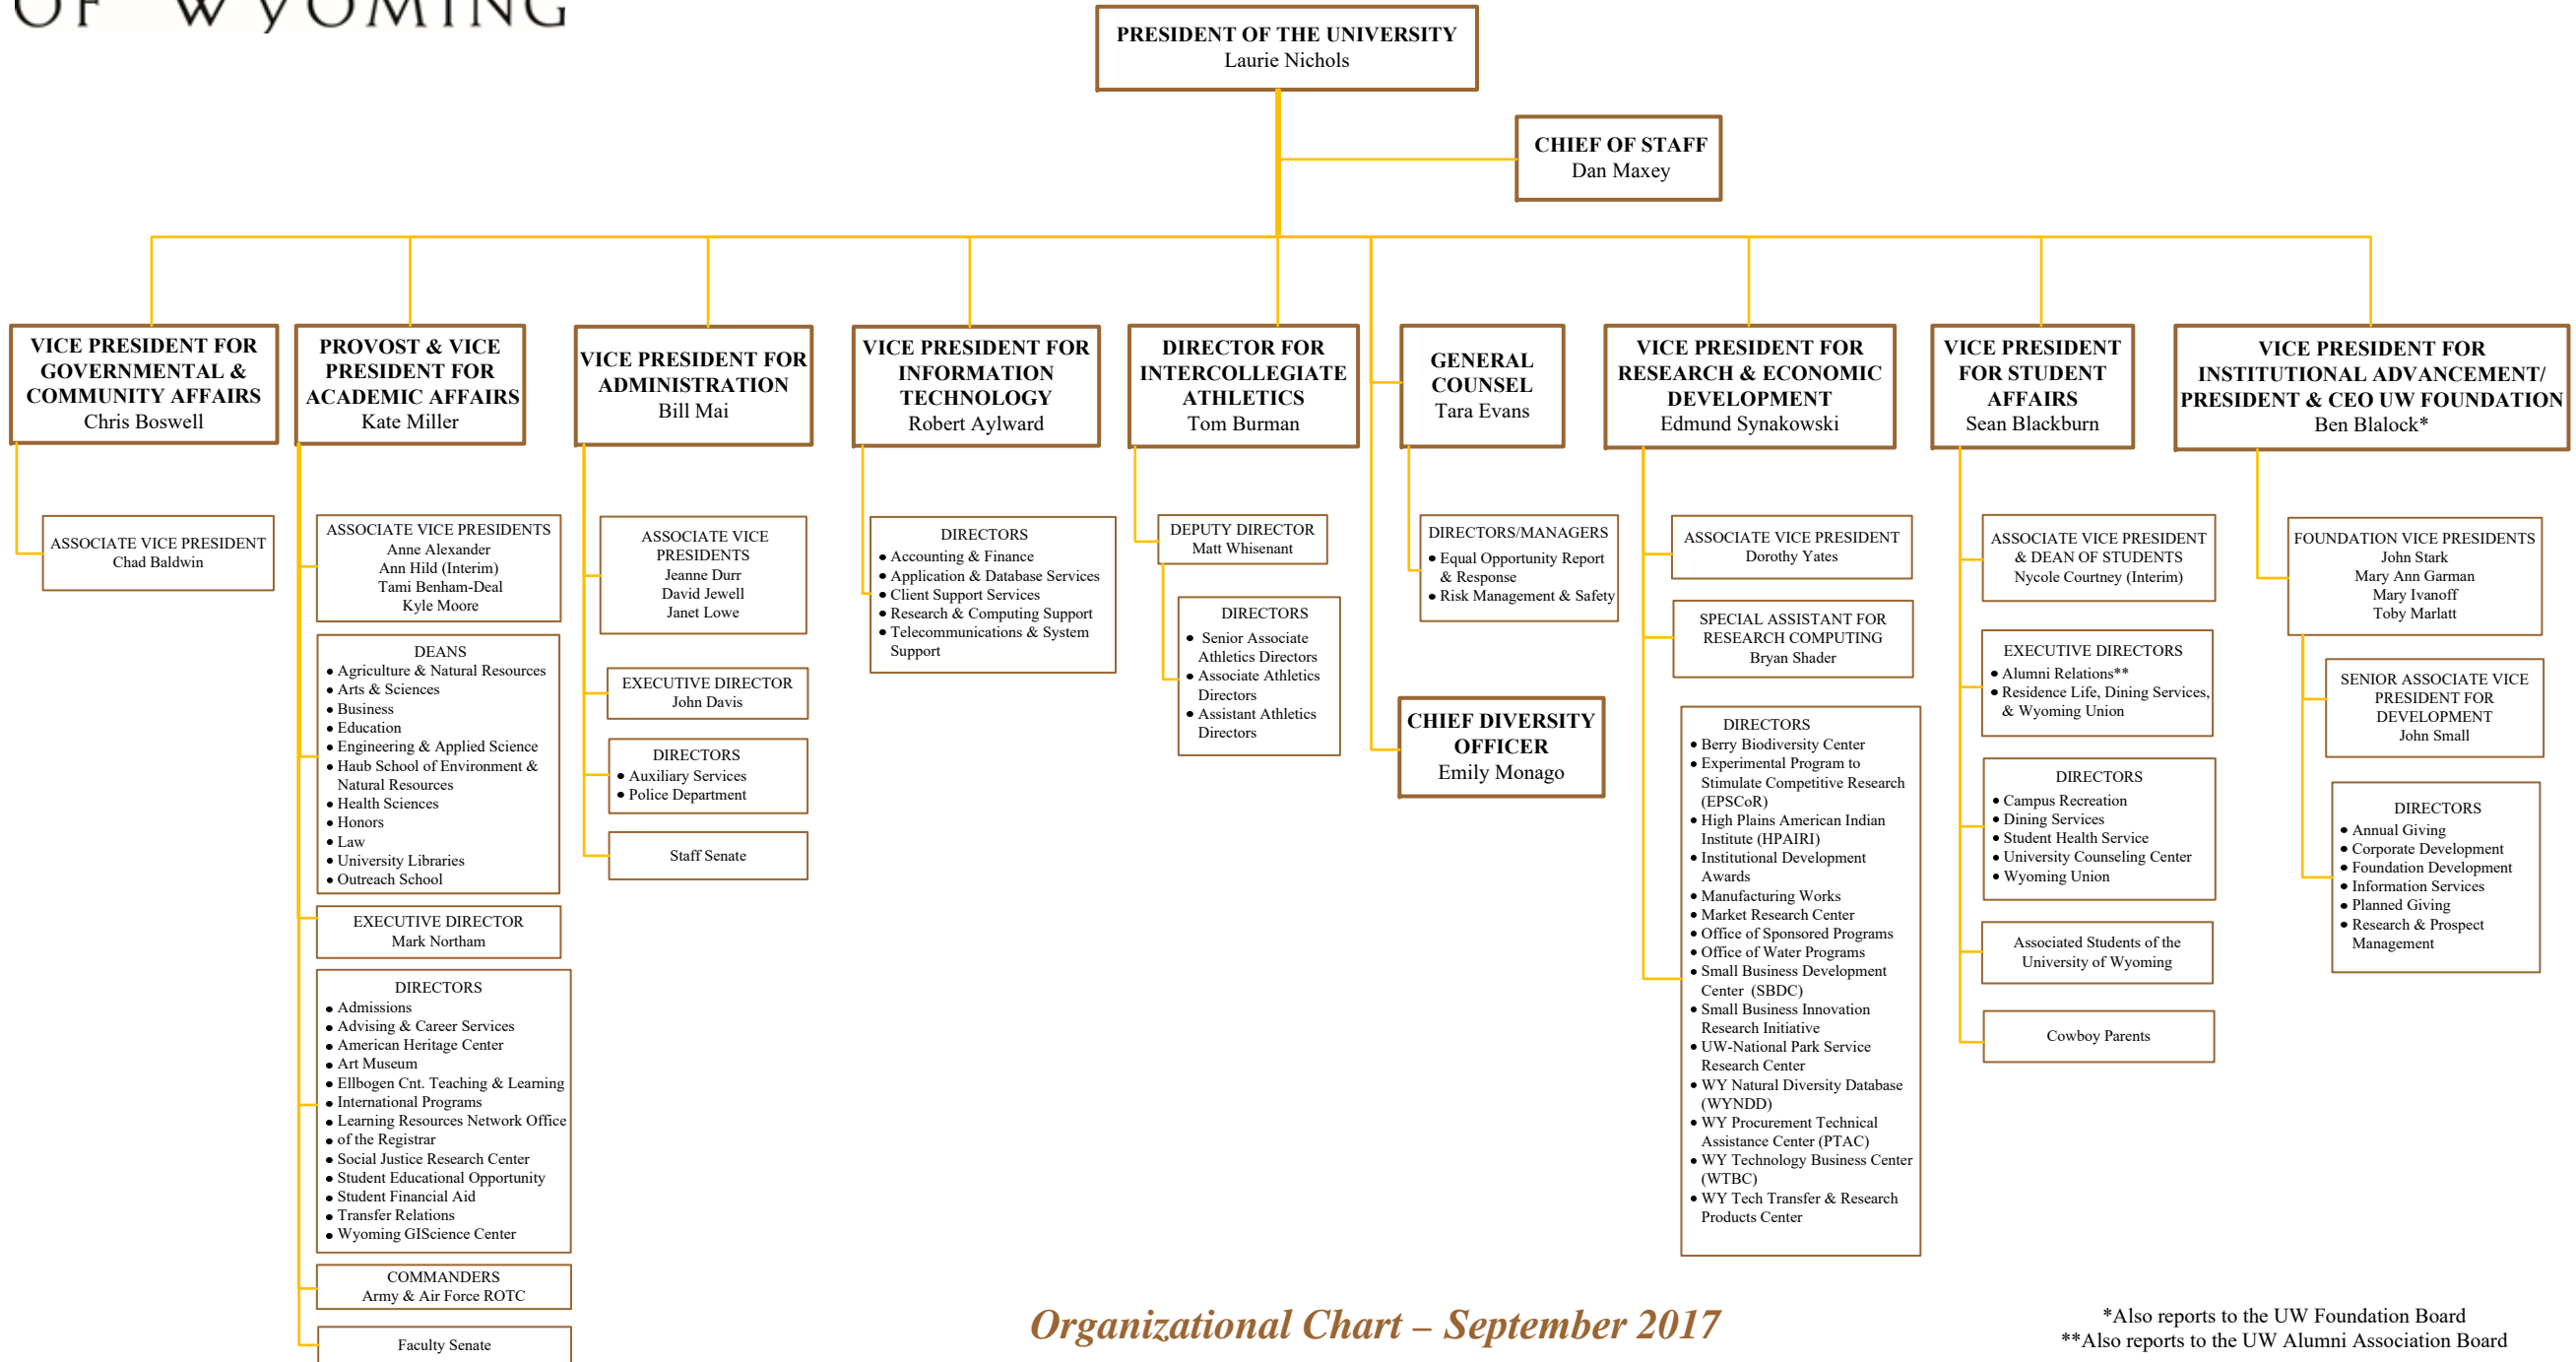 OF WYOMING
PRESIDENT OF THE UNIVERSITY
Laurie Nichols
CHIEF OF STAFF
Dan Maxey
VICE PRESIDENT FOR
GOVERNMENTAL &
COMMUNITY AFFAIRS
Chris Boswell
ASSOCIATE VICE PRESIDENT
Chad Baldwin
PROVOST & VICE
PRESIDENT FOR
ACADEMIC AFFAIRS
Kate Miller
ASSOCIATE VICE PRESIDENTS
Anne Alexander
Ann Hild (Interim)
Tami Benham-Deal
Kyle Moore
DEANS
• Agriculture & Natural Resources
• Arts & Sciences
• Business
• Education
• Engineering & Applied Science
• Haub School of Environment &
Natural Resources
• Health Sciences
• Honors
• Law
• University Libraries
• Outreach School
EXECUTIVE DIRECTOR
Mark Northam
DIRECTORS
• Admissions
• Advising & Career Services
• American Heritage Center
• Art Museum
• Ellbogen Cnt. Teaching & Learning
• International Programs
• Learning Resources Network Office
• of the Registrar
• Social Justice Research Center
• Student Educational Opportunity
• Student Financial Aid
• Transfer Relations
• Wyoming GIScience Center
COMMANDERS
Army & Air Force ROTC
Faculty Senate
VICE PRESIDENT FOR
ADMINISTRATION
Bill Mai
ASSOCIATE VICE
PRESIDENTS
Jeanne Durr
David Jewell
Janet Lowe
EXECUTIVE DIRECTOR
John Davis
DIRECTORS
• Auxiliary Services
• Police Department
Staff Senate
VICE PRESIDENT FOR
INFORMATION
TECHNOLOGY
Robert Aylward
DIRECTORS
• Accounting & Finance
• Application & Database Services
• Client Support Services
• Research & Computing Support
• Telecommunications & System
Support
DIRECTOR FOR
INTERCOLLEGIATE
ATHLETICS
Tom Burman
DEPUTY DIRECTOR
Matt Whisenant
DIRECTORS
• Senior Associate
Athletics Directors
• Associate Athletics
Directors
• Assistant Athletics
Directors
GENERAL
COUNSEL
Tara Evans
DIRECTORS/MANAGERS
• Equal Opportunity Report
& Response
• Risk Management & Safety
CHIEF DIVERSITY
OFFICER
Emily Monago
VICE PRESIDENT FOR
RESEARCH & ECONOMIC
DEVELOPMENT
Edmund Synakowski
ASSOCIATE VICE PRESIDENT
Dorothy Yates
SPECIAL ASSISTANT FOR
RESEARCH COMPUTING
Bryan Shader
DIRECTORS
• Berry Biodiversity Center
• Experimental Program to
Stimulate Competitive Research
(EPSCoR)
• High Plains American Indian
Institute (HPAIRI)
• Institutional Development
Awards
• Manufacturing Works
• Market Research Center
• Office of Sponsored Programs
• Office of Water Programs
• Small Business Development
Center (SBDC)
• Small Business Innovation
Research Initiative
• UW-National Park Service
Research Center
• WY Natural Diversity Database
(WYNDD)
• WY Procurement Technical
Assistance Center (PTAC)
• WY Technology Business Center
(WTBC)
• WY Tech Transfer & Research
Products Center
VICE PRESIDENT
FOR STUDENT
AFFAIRS
Sean Blackburn
ASSOCIATE VICE PRESIDENT
& DEAN OF STUDENTS
Nycole Courtney (Interim)
EXECUTIVE DIRECTORS
• Alumni Relations**
• Residence Life, Dining Services,
& Wyoming Union
DIRECTORS
• Campus Recreation
• Dining Services
• Student Health Service
• University Counseling Center
• Wyoming Union
Associated Students of the
University of Wyoming
Cowboy Parents
VICE PRESIDENT FOR
INSTITUTIONAL ADVANCEMENT/
PRESIDENT & CEO UW FOUNDATION
Ben Blalock*
FOUNDATION VICE PRESIDENTS
John Stark
Mary Ann Garman
Mary Ivanoff
Toby Marlatt
SENIOR ASSOCIATE VICE
PRESIDENT FOR
DEVELOPMENT
John Small
DIRECTORS
• Annual Giving
• Corporate Development
• Foundation Development
• Information Services
• Planned Giving
• Research & Prospect
Management
Organizational Chart – September 2017
*Also reports to the UW Foundation Board
**Also reports to the UW Alumni Association Board